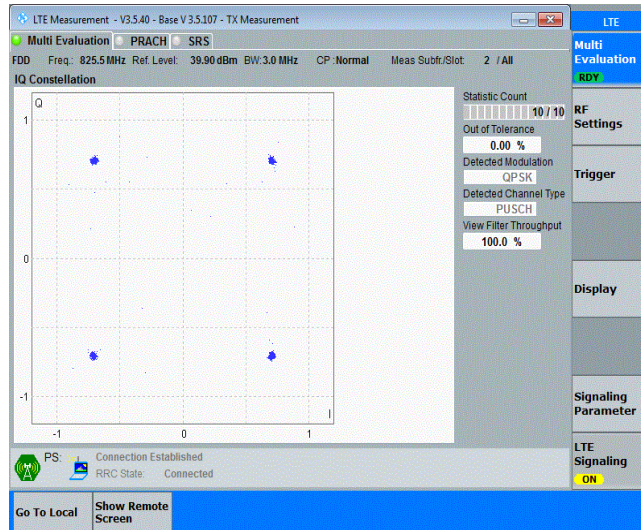 LTE Measurement - V3.5.40 - Base V 3.5.107 - TX Measurement
LTE
Multi Evaluation PRACH SRS
Multi
Evaluation
RDY
FDD Freq.: 825.5 MHz Ref. Level: 39.90 dBm BW: 3.0 MHz CP : Normal Meas Subfr./Slot: 2 / All
IQ Constellation
Q
1
0
-1
-1 0 1
I
Statistic Count
10 / 10
Out of Tolerance
0.00 %
Detected Modulation
QPSK
Detected Channel Type
PUSCH
View Filter Throughput
100.0 %
RF
Settings
Trigger
Display
Signaling
Parameter
LTE
Signaling
ON
PS: Connection Established
RRC State: Connected
Go To Local
Show Remote
Screen